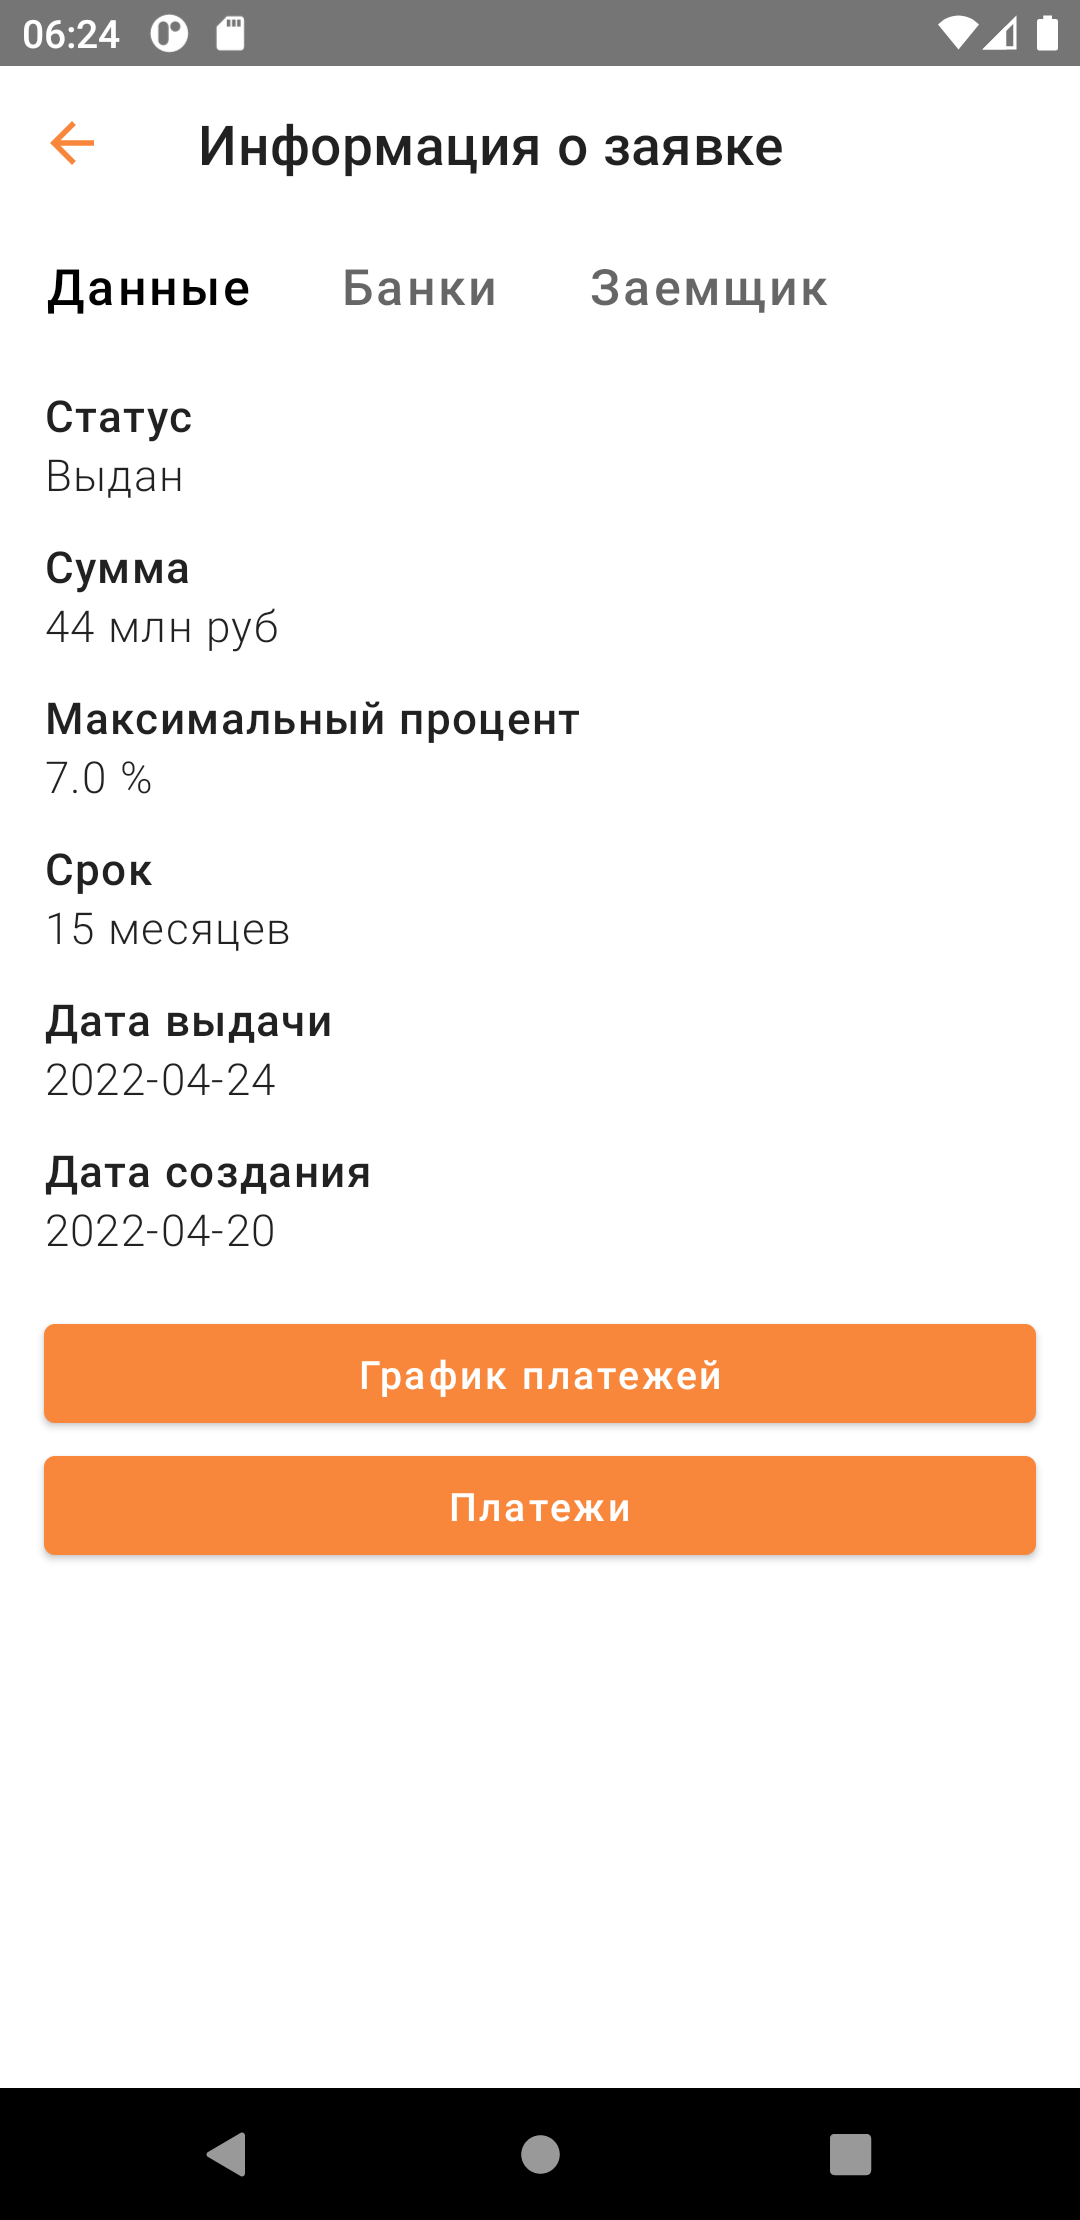 06:24
Информация о заявке
Данные Банки Заемщик
Статус
Выдан
Сумма
44 млн руб
Максимальный процент
7.0 %
Срок
15 месяцев
Дата выдачи
2022-04-24
Дата создания
2022-04-20
График платежей
Платежи